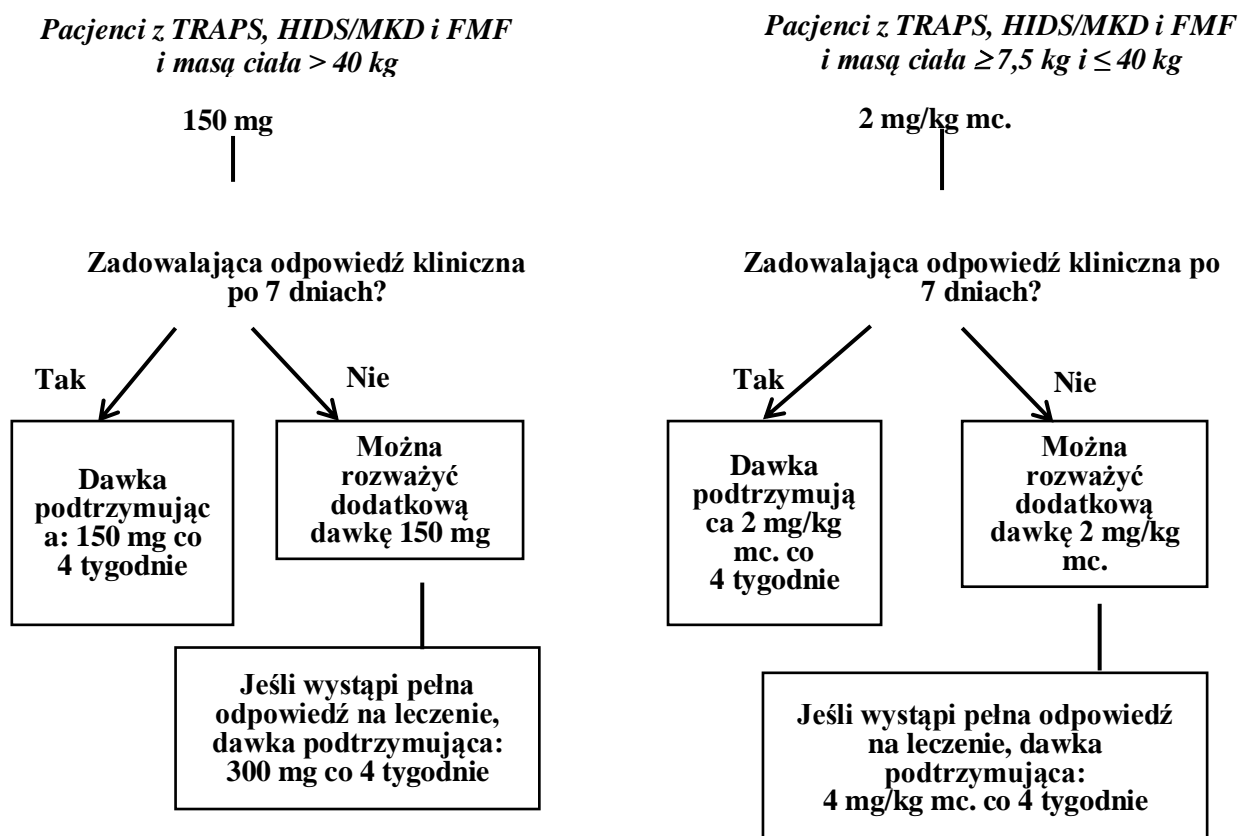 Pacjenci z TRAPS, HIDS/MKD i FMF
i masą ciała > 40 kg
150 mg
Zadowalająca odpowiedź kliniczna
po 7 dniach?
Tak
Nie
Dawka
podtrzymując
a: 150 mg co
4 tygodnie
Można
rozważyć
dodatkową
dawkę 150 mg
Jeśli wystąpi pełna
odpowiedź na leczenie,
dawka podtrzymująca:
300 mg co 4 tygodnie
Pacjenci z TRAPS, HIDS/MKD i FMF
i masą ciała ≥ 7,5 kg i ≤ 40 kg
2 mg/kg mc.
Zadowalająca odpowiedź kliniczna po
7 dniach?
Tak
Nie
Dawka
podtrzymują
ca 2 mg/kg
mc. co
4 tygodnie
Można
rozważyć
dodatkową
dawkę 2 mg/kg
mc.
Jeśli wystąpi pełna odpowiedź
na leczenie, dawka
podtrzymująca:
4 mg/kg mc. co 4 tygodnie